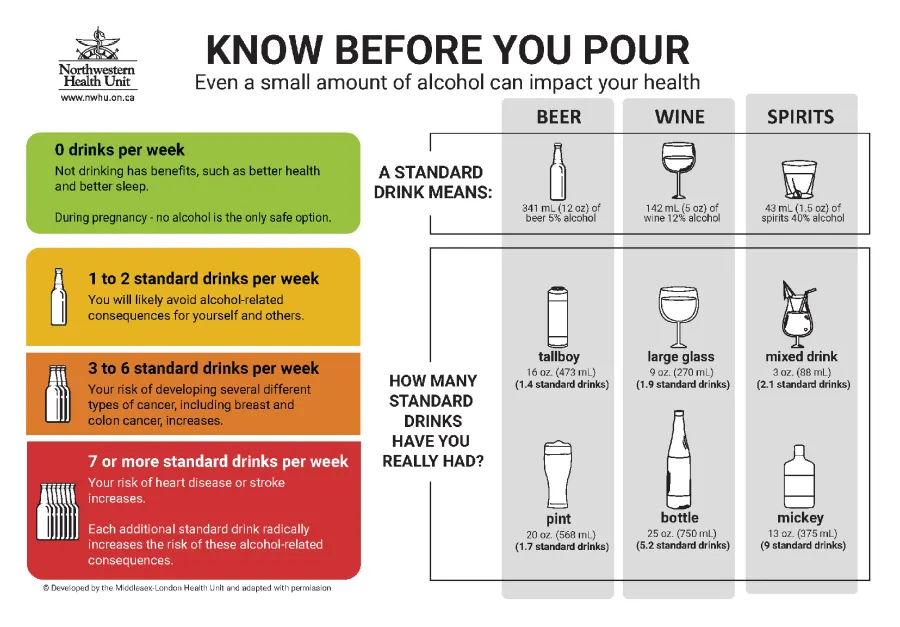 Northwestern
Health Unit
www.nwhu.on.ca
KNOW BEFORE YOU POUR
Even a small amount of alcohol can impact your health
0 drinks per week
Not drinking has benefits, such as better health
and better sleep.
During pregnancy - no alcohol is the only safe option.
1 to 2 standard drinks per week
You will likely avoid alcohol-related
consequences for yourself and others.
3 to 6 standard drinks per week
Your risk of developing several different
types of cancer, including breast and
colon cancer, increases.
7 or more standard drinks per week
Your risk of heart disease or stroke
increases.
Each additional standard drink radically
increases the risk of these alcohol-related
consequences.
BEER
WINE
SPIRITS
A STANDARD
DRINK MEANS:
341 mL (12 oz) of
beer 5% alcohol
142 mL (5 oz) of
wine 12% alcohol
43 mL (1.5 oz) of
spirits 40% alcohol
HOW MANY
STANDARD
DRINKS
HAVE YOU
REALLY HAD?
tallboy
16 oz. (473 mL)
(1.4 standard drinks)
large glass
9 oz. (270 mL)
(1.9 standard drinks)
mixed drink
3 oz. (88 mL)
(2.1 standard drinks)
pint
20 oz. (568 mL)
(1.7 standard drinks)
bottle
25 oz. (750 mL)
(5.2 standard drinks)
mickey
13 oz. (375 mL)
(9 standard drinks)
© Developed by the Middlesex-London Health Unit and adapted with permission